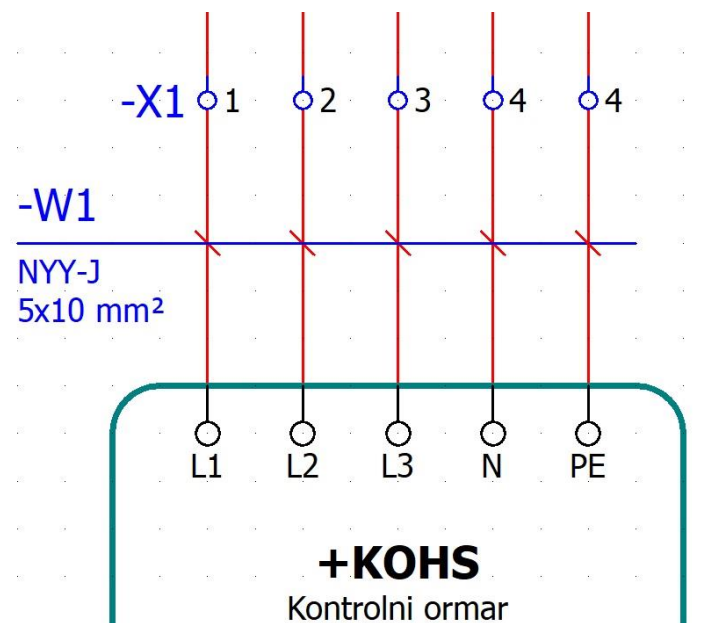 -X1 1 2 3 4 4
-W1
NYY-J
5x10 mm²
L1 L2 L3 N PE
+KOHS
Kontrolni ormar